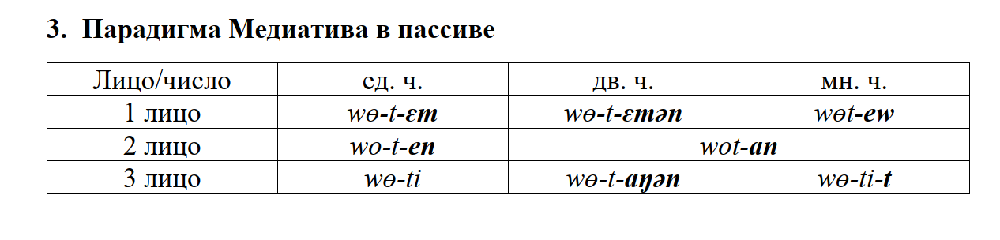 3. Парадигма Медиатива в пассиве
Лицо/число ед. ч. дв. ч. мн. ч.
1 лицо wɵ-t-ɛm wɵ-t-ɛmən wɵt-ew
2 лицо wɵ-t-en wɵt-an
3 лицо wɵ-ti wɵ-t-aŋən wɵ-ti-t